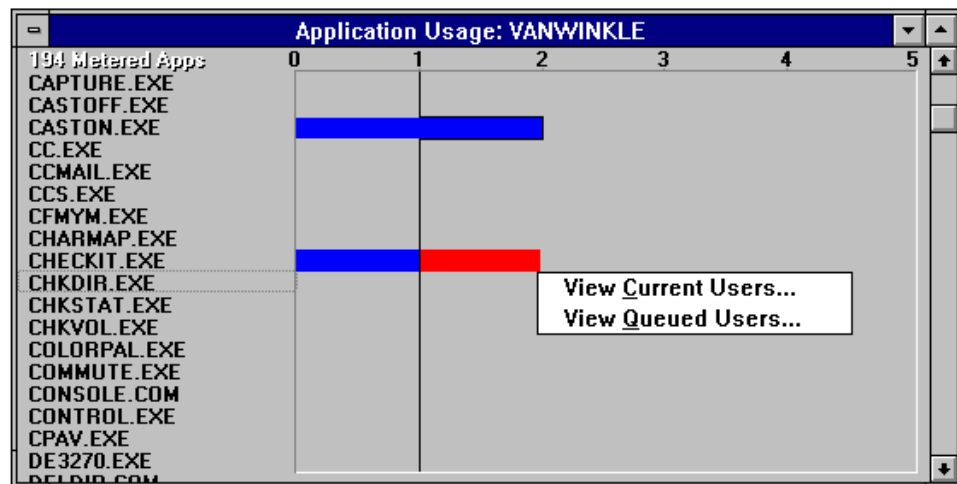 Application Usage: VANWINKLE
194 Metered Apps 0 1 2 3 4 5
CAPTURE.EXE
CASTOFF.EXE
CASTON.EXE
CC.EXE
CCMAIL.EXE
CCS.EXE
CFMYM.EXE
CHARMAP.EXE
CHECKIT.EXE
CHKDIR.EXE
View Current Users...
CHKSTAT.EXE
View Queued Users...
CHKVOL.EXE
COLORPAL.EXE
COMMUTE.EXE
CONSOLE.COM
CONTROL.EXE
CPAV.EXE
DE3270.EXE
DELDIR.COM